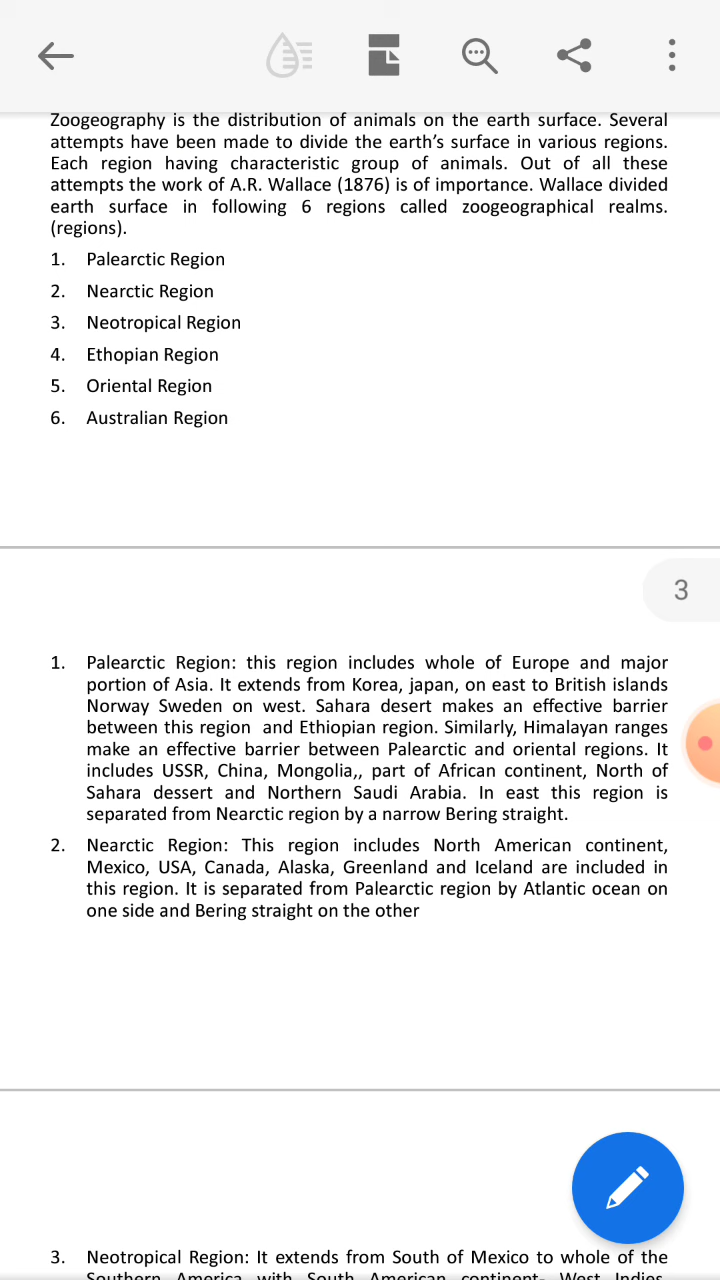 Zoogeography is the distribution of animals on the earth surface. Several
attempts have been made to divide the earth's surface in various regions.
Each region having characteristic group of animals. Out of all these
attempts the work of A.R. Wallace (1876) is of importance. Wallace divided
earth surface in following 6 regions called zoogeographical realms.
(regions).
1. Palearctic Region
2. Nearctic Region
3. Neotropical Region
4. Ethopian Region
5. Oriental Region
6. Australian Region
3
1. Palearctic Region: this region includes whole of Europe and major
portion of Asia. It extends from Korea, japan, on east to British islands
Norway Sweden on west. Sahara desert makes an effective barrier
between this region and Ethiopian region. Similarly, Himalayan ranges
make an effective barrier between Palearctic and oriental regions. It
includes USSR, China, Mongolia,, part of African continent, North of
Sahara dessert and Northern Saudi Arabia. In east this region is
separated from Nearctic region by a narrow Bering straight.
2. Nearctic Region: This region includes North American continent,
Mexico, USA, Canada, Alaska, Greenland and Iceland are included in
this region. It is separated from Palearctic region by Atlantic ocean on
one side and Bering straight on the other
3. Neotropical Region: It extends from South of Mexico to whole of the
Southern America with South American continent, West Indies